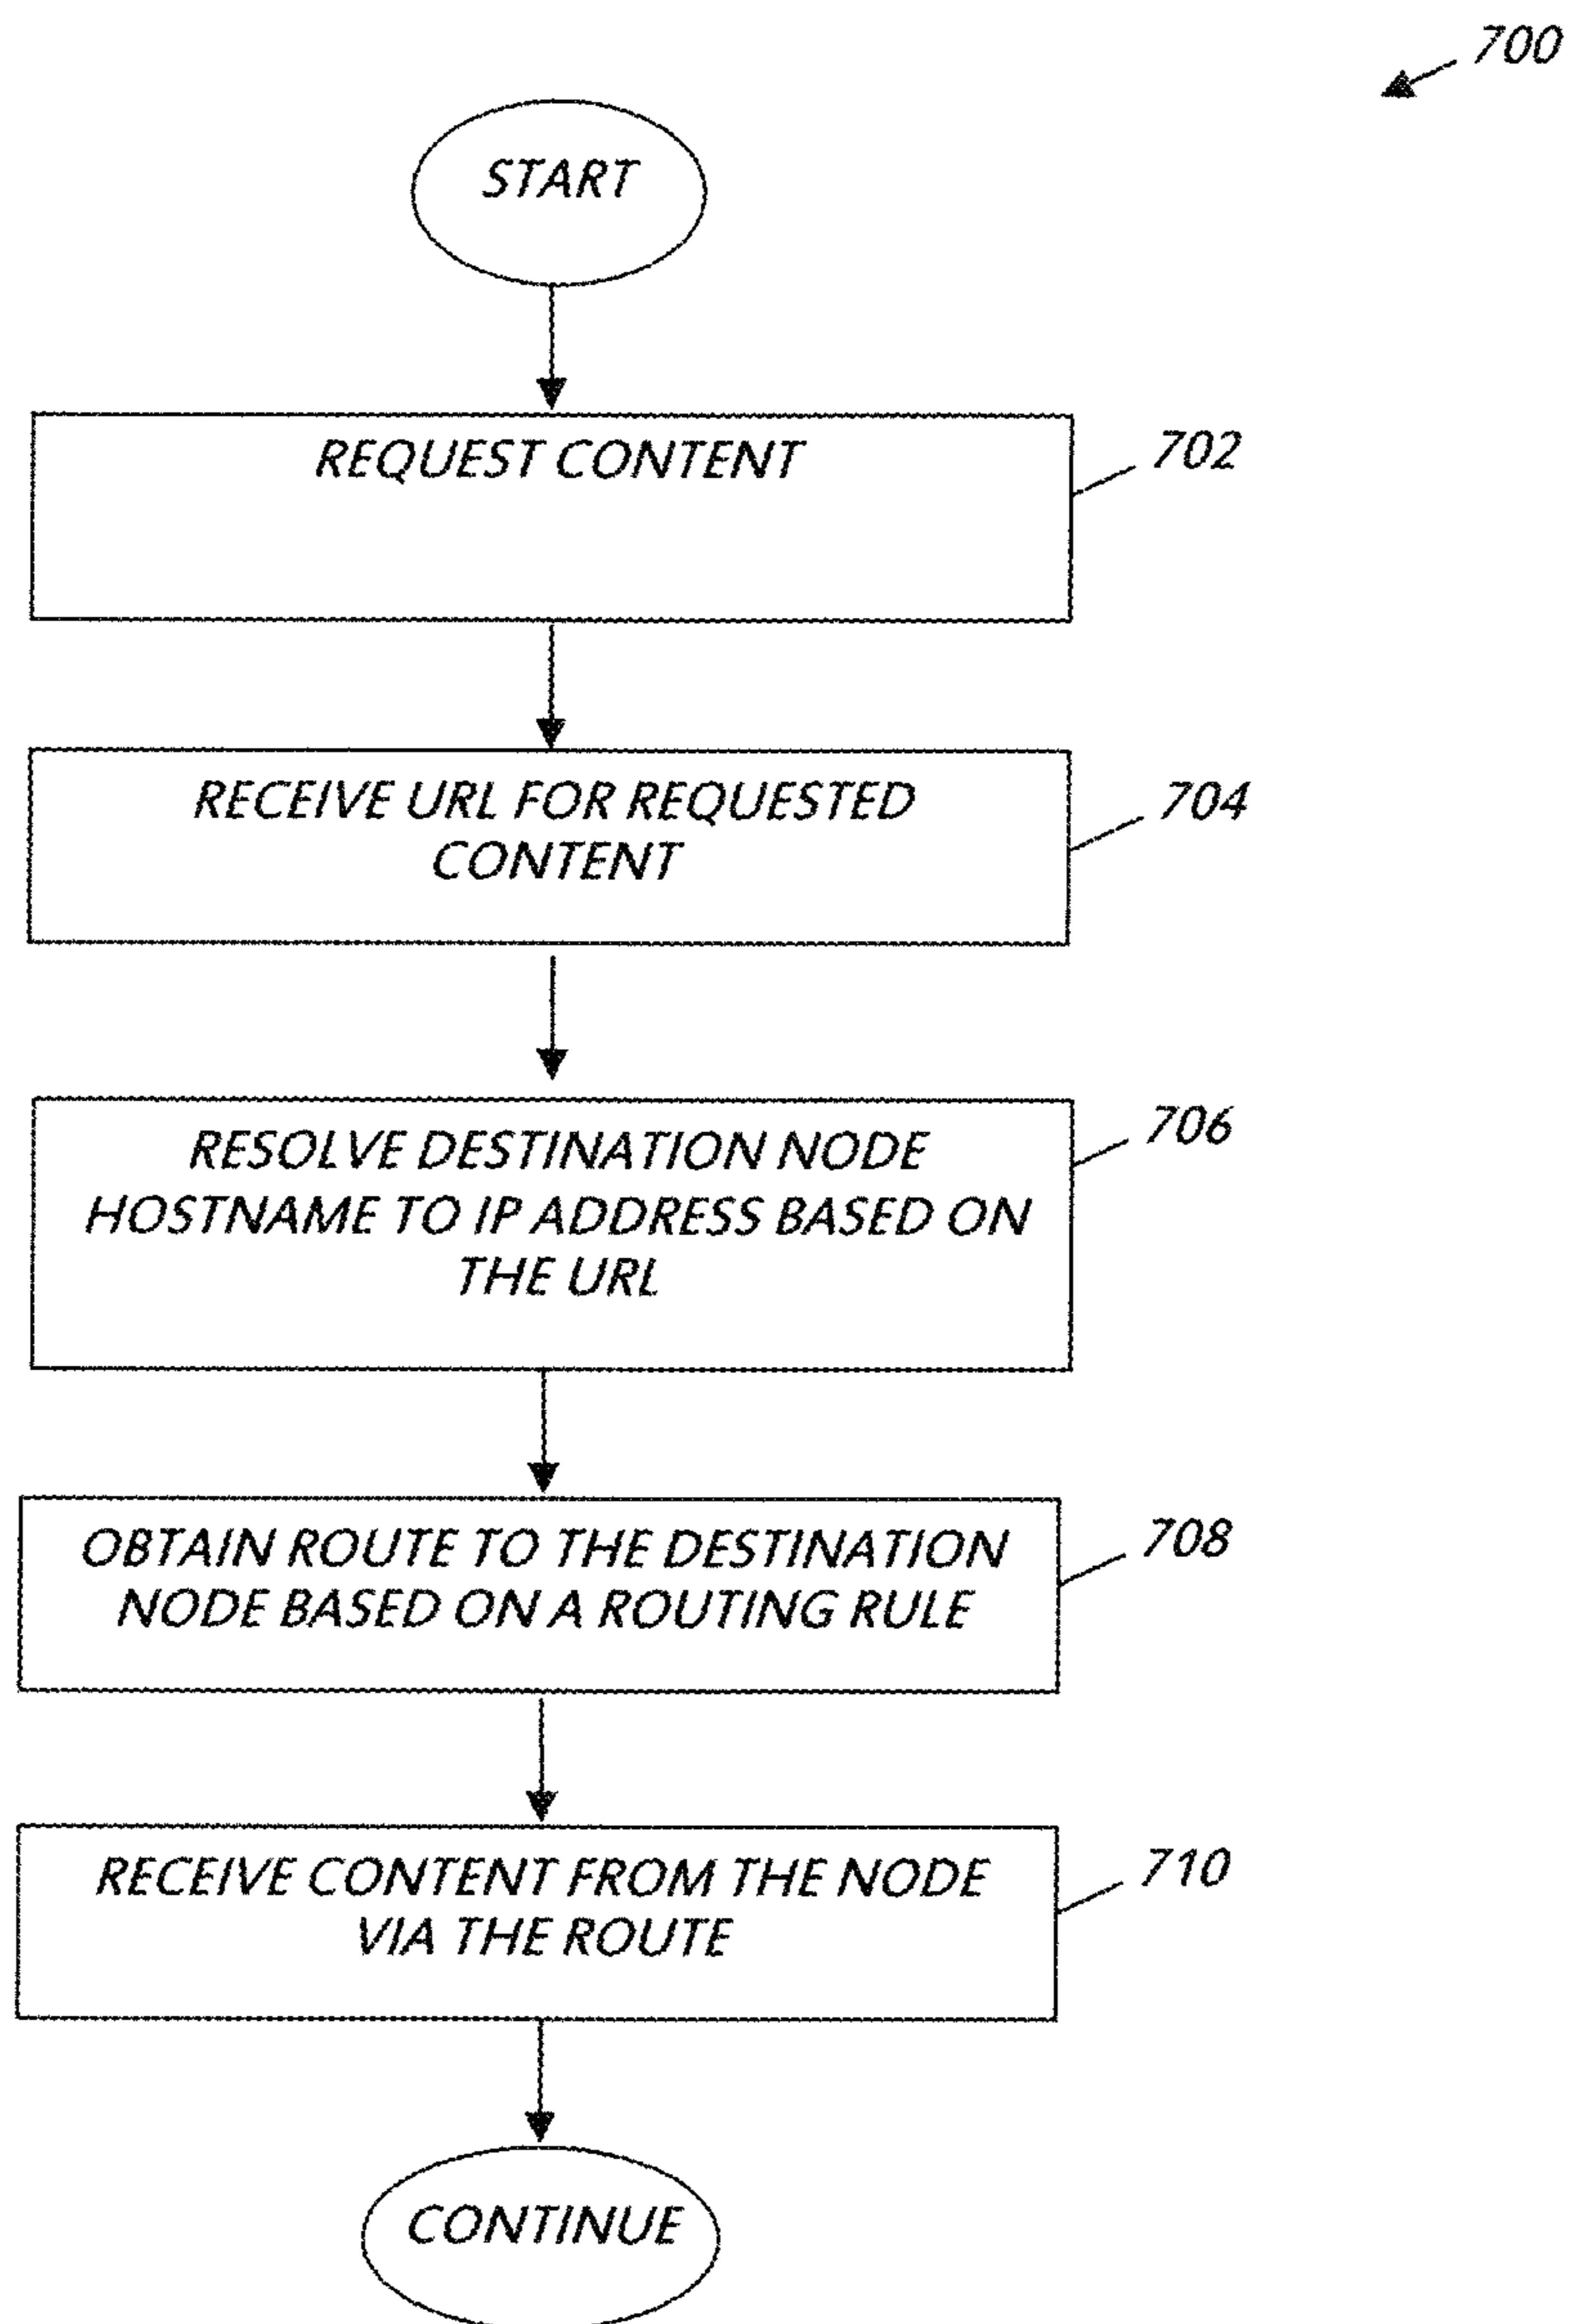 700
START
REQUEST CONTENT
702
RECEIVE URL FOR REQUESTED
CONTENT
704
RESOLVE DESTINATION NODE
HOSTNAME TO IP ADDRESS BASED ON
THE URL
706
OBTAIN ROUTE TO THE DESTINATION
NODE BASED ON A ROUTING RULE
708
RECEIVE CONTENT FROM THE NODE
VIA THE ROUTE
710
CONTINUE